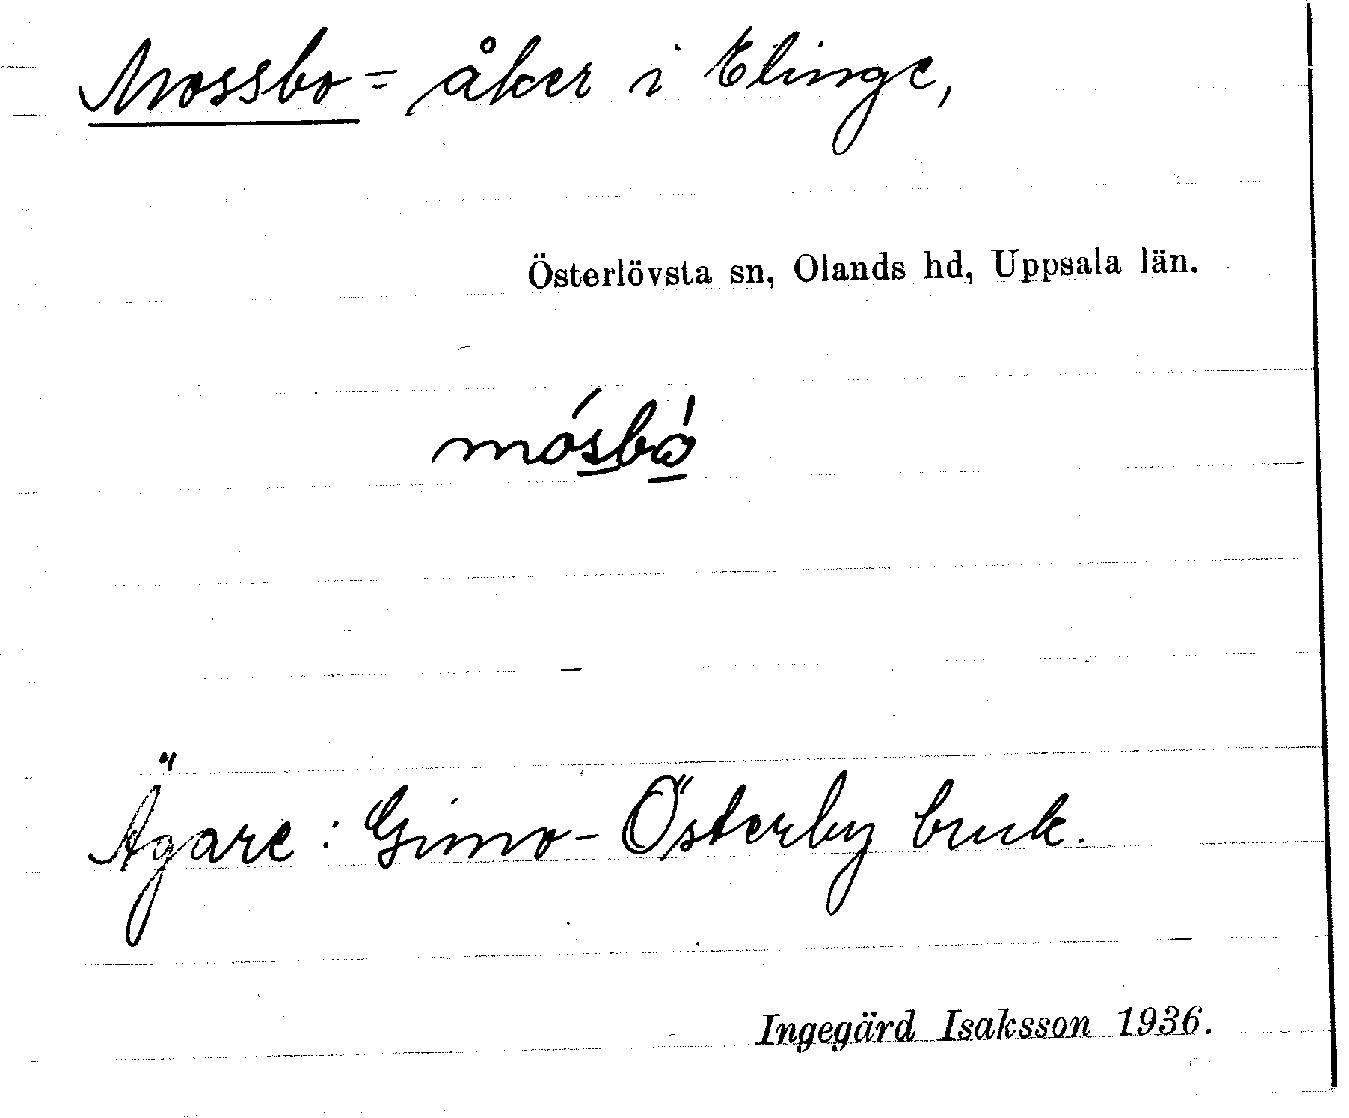 Mossbo = åker i Elinge,
Österlövsta sn, Olands hd, Uppsala län.
mósbó
Ägare: Gimo-Österby bruk.
Ingegärd Isaksson 1936.